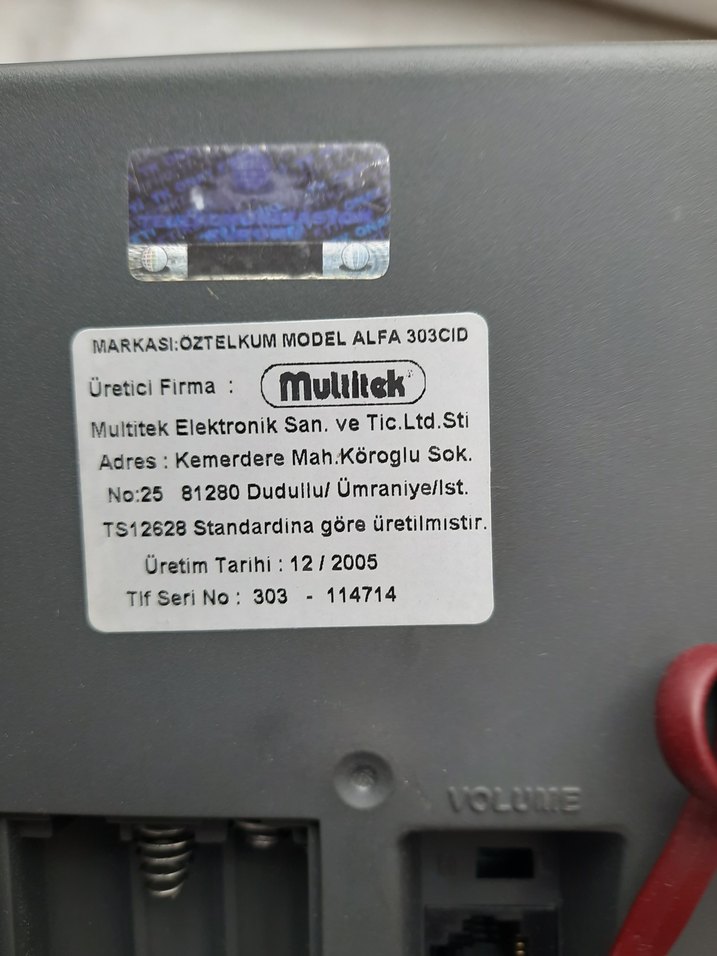 MARKASI:ÖZTELKUM MODEL ALFA 303CID
Üretici Firma : Multitek
Multitek Elektronik San. ve Tic.Ltd.Sti
Adres : Kemerdere Mah.Köroglu Sok.
No:25 81280 Dudullu/ Ümraniye/Ist.
TS12628 Standardina göre üretilmıstir.
Üretim Tarihi : 12 / 2005
Tlf Seri No : 303 - 114714
VOLUME